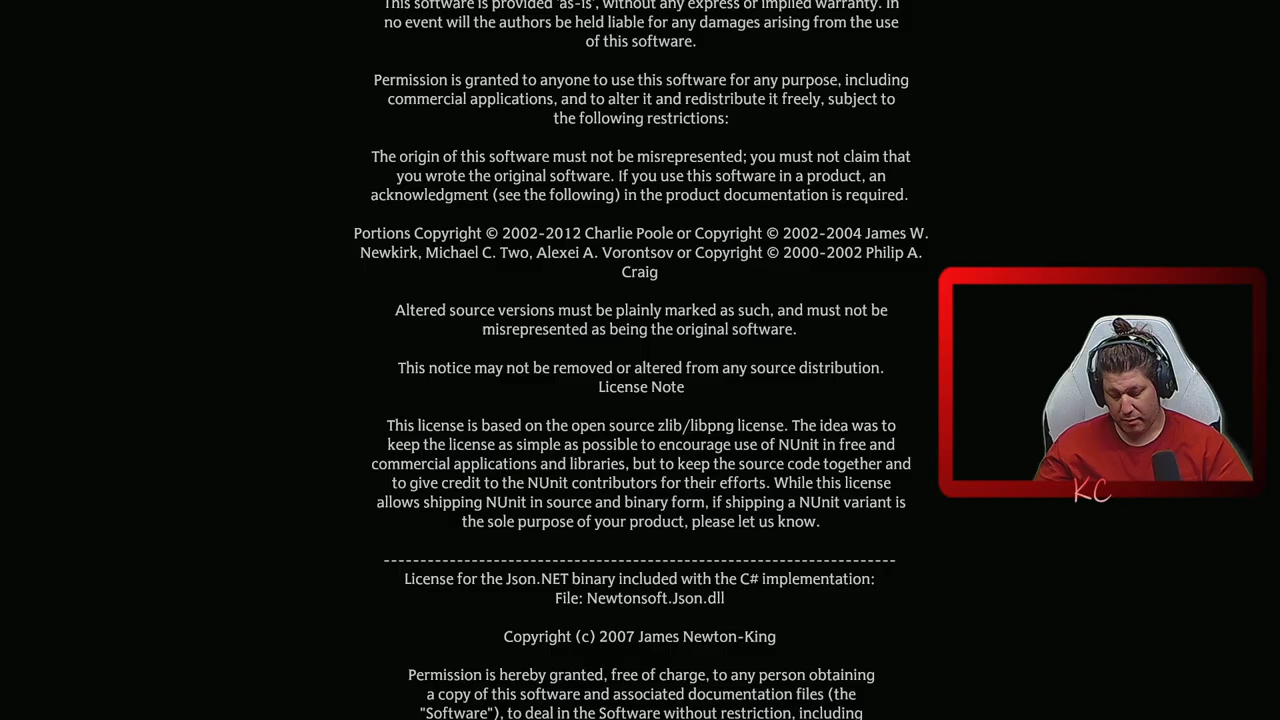 This software is provided 'as-is', without any express or implied warranty. In
no event will the authors be held liable for any damages arising from the use
of this software.
Permission is granted to anyone to use this software for any purpose, including
commercial applications, and to alter it and redistribute it freely, subject to
the following restrictions:
The origin of this software must not be misrepresented; you must not claim that
you wrote the original software. If you use this software in a product, an
acknowledgment (see the following) in the product documentation is required.
Portions Copyright © 2002-2012 Charlie Poole or Copyright © 2002-2004 James W.
Newkirk, Michael C. Two, Alexei A. Vorontsov or Copyright © 2000-2002 Philip A.
Craig
Altered source versions must be plainly marked as such, and must not be
misrepresented as being the original software.
This notice may not be removed or altered from any source distribution.
License Note
This license is based on the open source zlib/libpng license. The idea was to
keep the license as simple as possible to encourage use of NUnit in free and
commercial applications and libraries, but to keep the source code together and
to give credit to the NUnit contributors for their efforts. While this license
allows shipping NUnit in source and binary form, if shipping a NUnit variant is
the sole purpose of your product, please let us know.
----------------------------------------------------------------------
License for the Json.NET binary included with the C# implementation:
File: Newtonsoft.Json.dll
Copyright (c) 2007 James Newton-King
Permission is hereby granted, free of charge, to any person obtaining
a copy of this software and associated documentation files (the
"Software"), to deal in the Software without restriction, including
KC